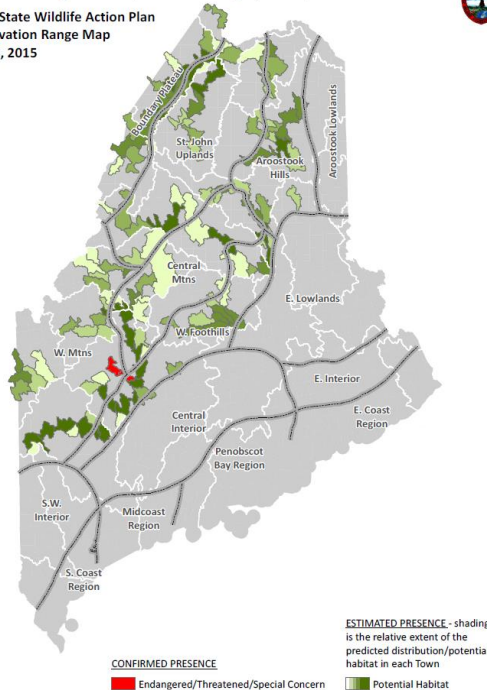 State Wildlife Action Plan
vation Range Map
, 2015
Boundary Plateau
St. John
Uplands
Aroostook
Hills
Aroostook Lowlands
Central
Mtns
E. Lowlands
W. Foothills
W. Mtns
E. Interior
Central
Interior
E. Coast
Region
Penobscot
Bay Region
S.W.
Interior
Midcoast
Region
S. Coast
Region
ESTIMATED PRESENCE - shading
is the relative extent of the
predicted distribution/potential
habitat in each Town
CONFIRMED PRESENCE
Endangered/Threatened/Special Concern
Potential Habitat